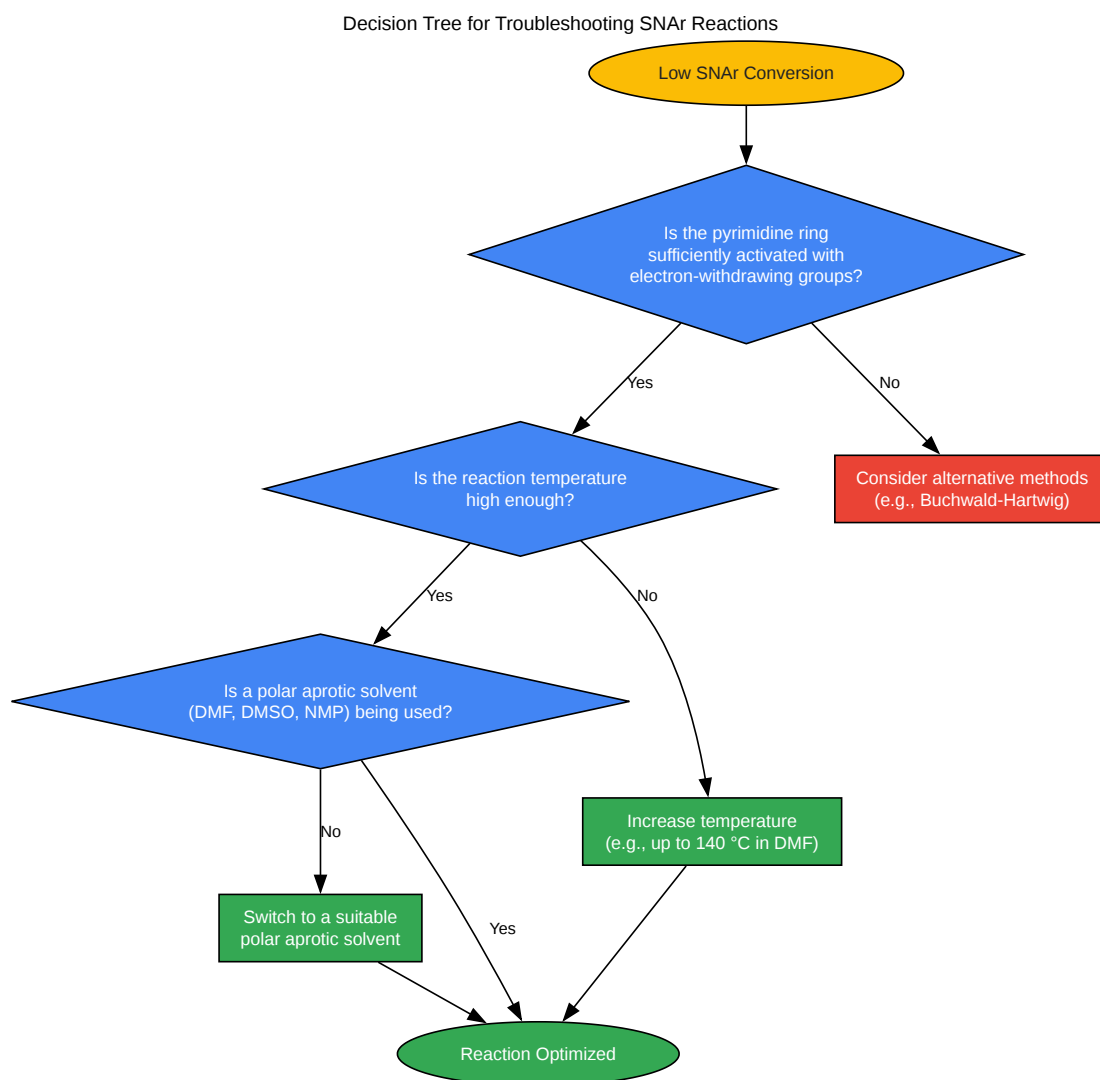 Decision Tree for Troubleshooting SNAr Reactions
Low SNAr Conversion
Is the pyrimidine ring
sufficiently activated with
electron-withdrawing groups?
Yes
No
Is the reaction temperature
high enough?
Consider alternative methods
(e.g., Buchwald-Hartwig)
Yes
No
Is a polar aprotic solvent
(DMF, DMSO, NMP) being used?
Increase temperature
(e.g., up to 140 °C in DMF)
No
Yes
Switch to a suitable
polar aprotic solvent
Reaction Optimized